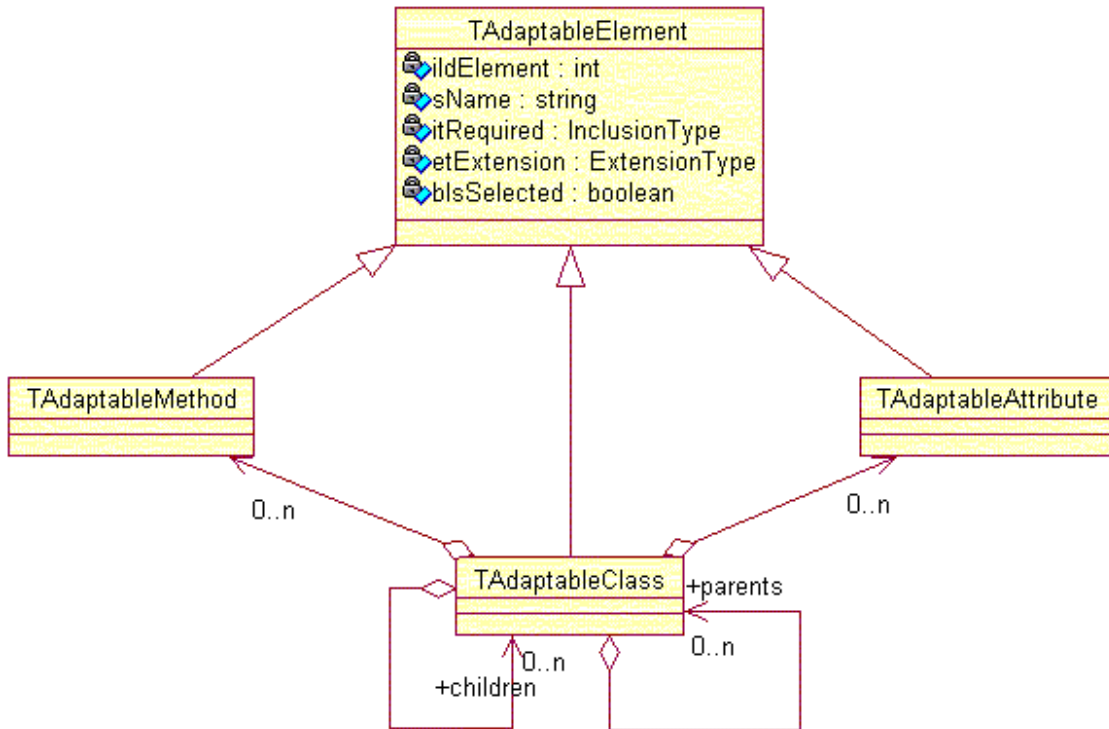 TAdaptableElement
iIdElement : int
sName : string
itRequired : InclusionType
etExtension : ExtensionType
bIsSelected : boolean
TAdaptableMethod
TAdaptableAttribute
0..n
0..n
TAdaptableClass
+parents
0..n
0..n
+children